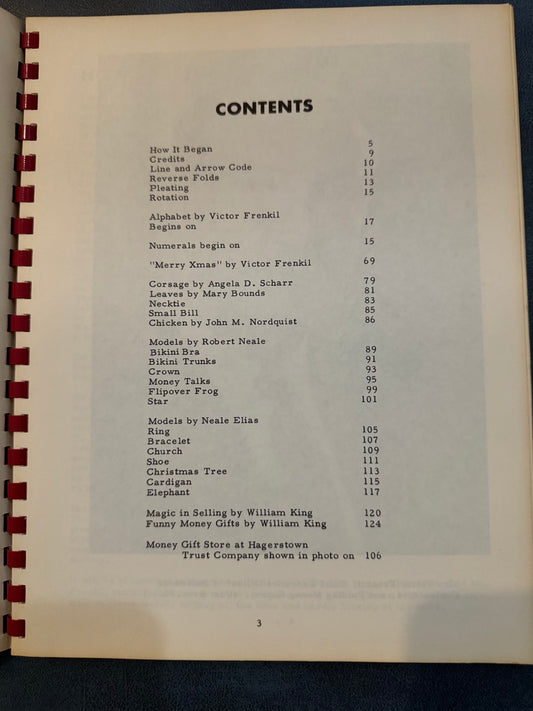 CONTENTS
How It Began 5
Credits 9
Line and Arrow Code 10
Reverse Folds 11
Pleating 13
Rotation 15
Alphabet by Victor Frenkil
Begins on 17
Numerals begin on 15
"Merry Xmas" by Victor Frenkil 69
Corsage by Angela D. Scharr 79
Leaves by Mary Bounds 81
Necktie 83
Small Bill 85
Chicken by John M. Nordquist 86
Models by Robert Neale
Bikini Bra 89
Bikini Trunks 91
Crown 93
Money Talks 95
Flipover Frog 99
Star 101
Models by Neale Elias
Ring 105
Bracelet 107
Church 109
Shoe 111
Christmas Tree 113
Cardigan 115
Elephant 117
Magic in Selling by William King 120
Funny Money Gifts by William King 124
Money Gift Store at Hagerstown
Trust Company shown in photo on 106
3